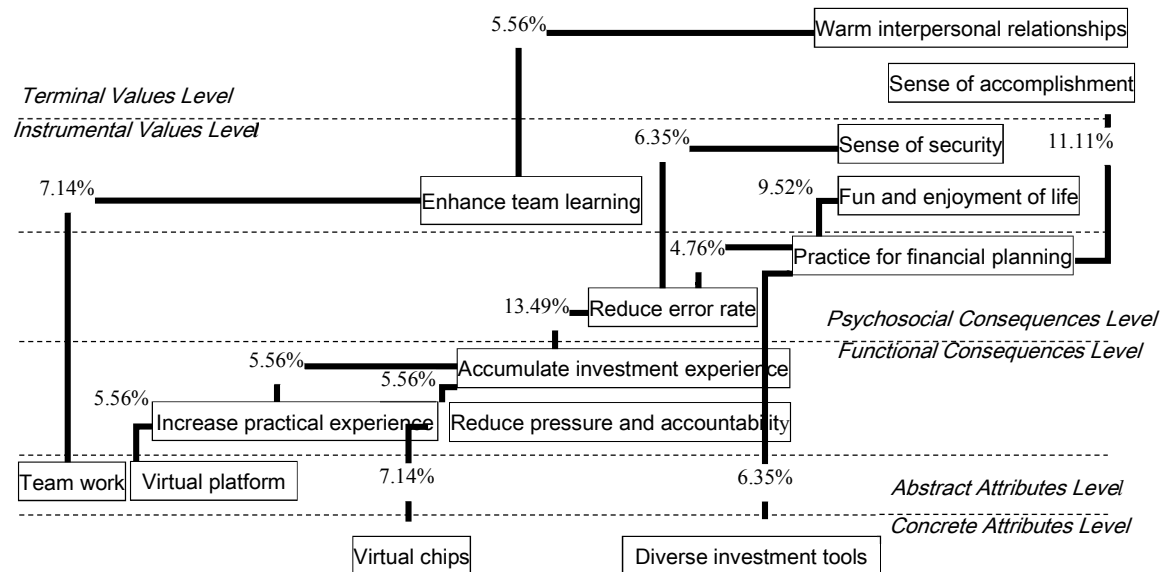 5.56%
Warm interpersonal relationships
Sense of accomplishment
Terminal Values Level
Instrumental Values Level
6.35%
Sense of security
11.11%
7.14%
Enhance team learning
9.52%
Fun and enjoyment of life
4.76%
Practice for financial planning
13.49%
Reduce error rate
Psychosocial Consequences Level
Functional Consequences Level
5.56%
Accumulate investment experience
5.56%
5.56%
Increase practical experience
Reduce pressure and accountability
Team work
Virtual platform
7.14%
6.35%
Abstract Attributes Level
Concrete Attributes Level
Virtual chips
Diverse investment tools